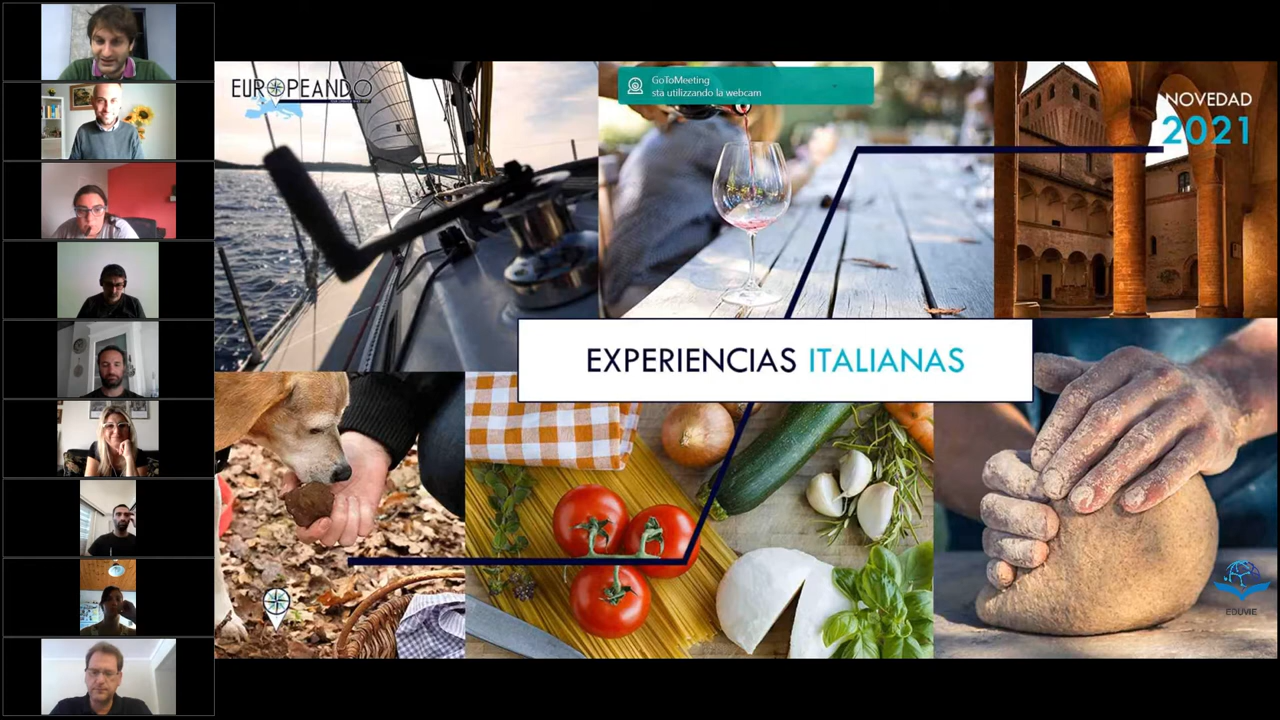 EUROPEANDO
GoToMeeting
sta utilizzando la webcam
NOVEDAD
2021
EXPERIENCIAS ITALIANAS
EDUVIE